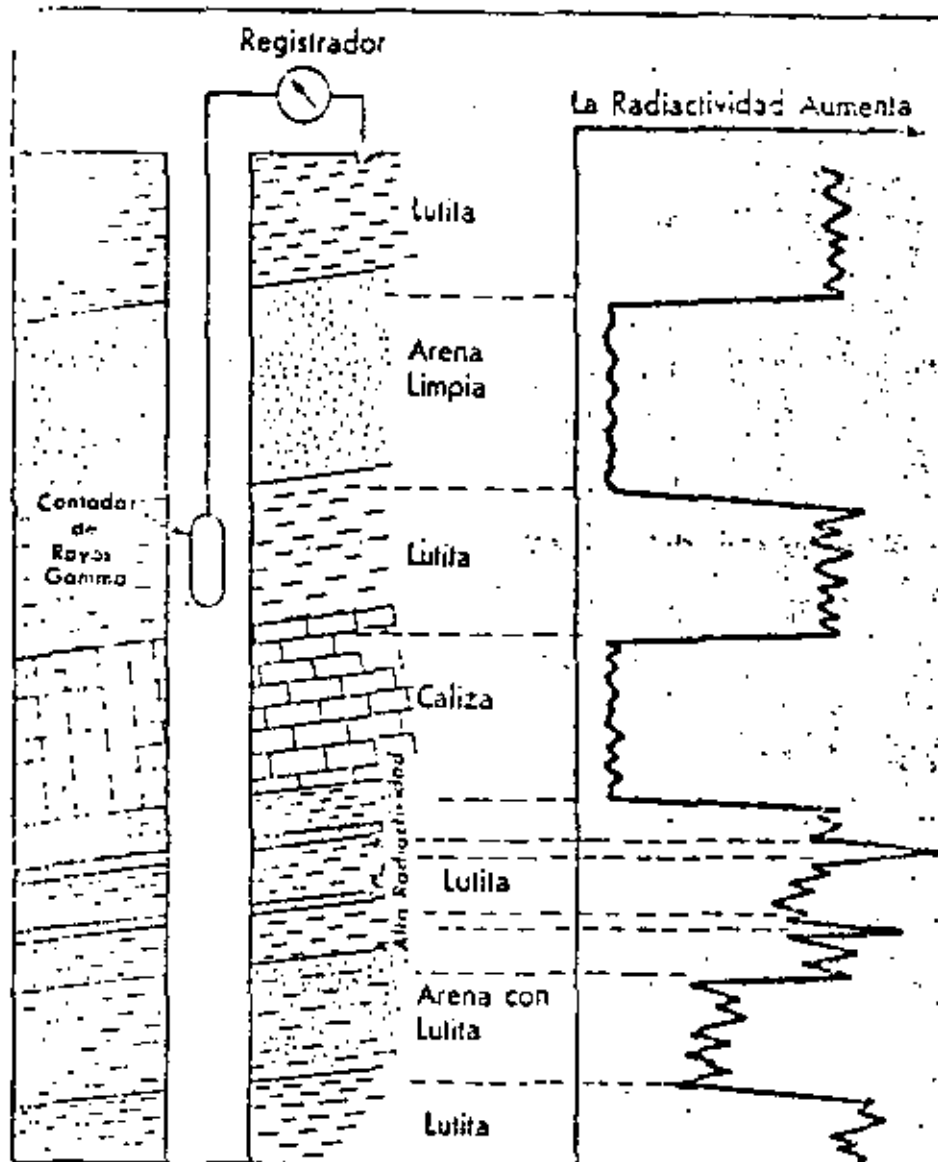 Registrador
La Radiactividad Aumenta
Lutita
Arena
Limpia
Contador
de
Rayos
Gamma
Lutita
Caliza
Alta Radiactividad
Lutita
Arena con
Lutita
Lutita